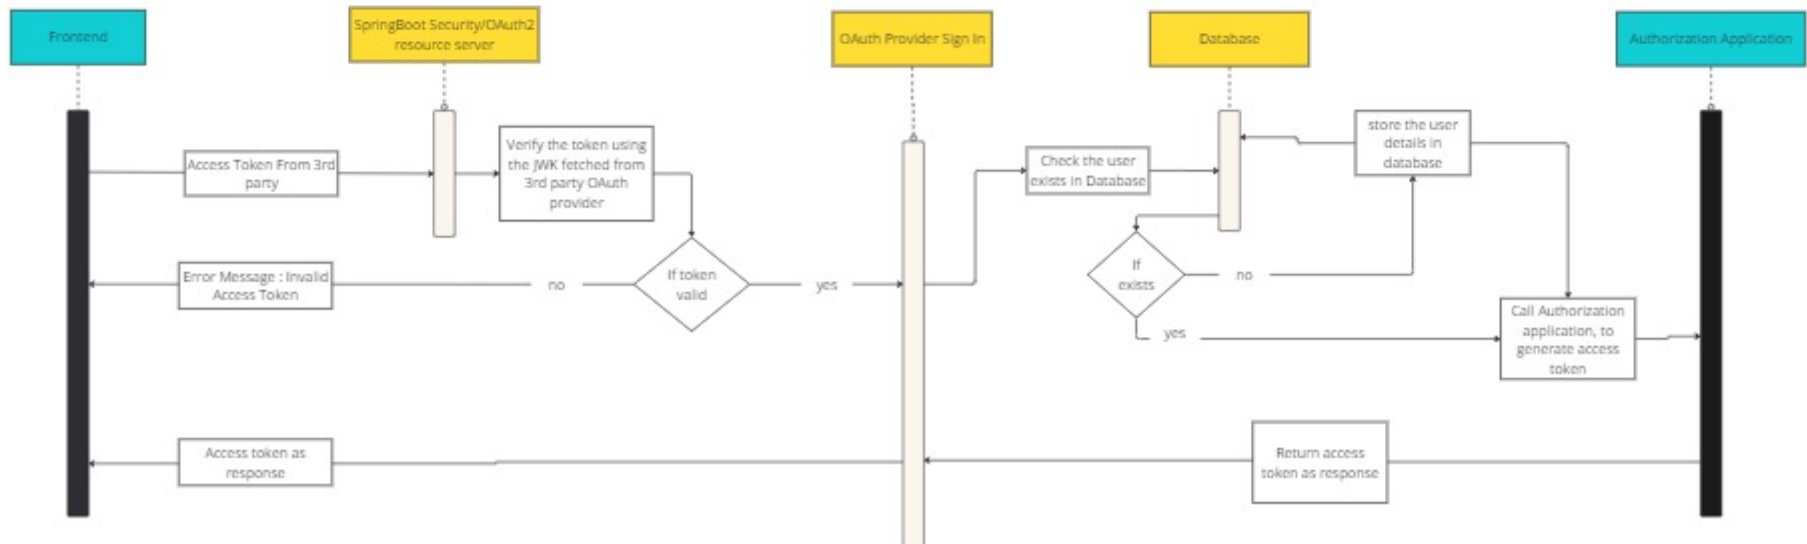 Frontend
SpringBoot Security/OAuth2
resource server
OAuth Provider Sign In
Database
Authorization Application
Access Token From 3rd
party
Verify the token using
the JWK fetched from
3rd party OAuth
provider
Check the user
exists in Database
store the user
details in
database
Error Message : Invalid
Access Token
no
If token
valid
yes
If
exists
no
yes
Call Authorization
application, to
generate access
token
Access token as
response
Return access
token as response